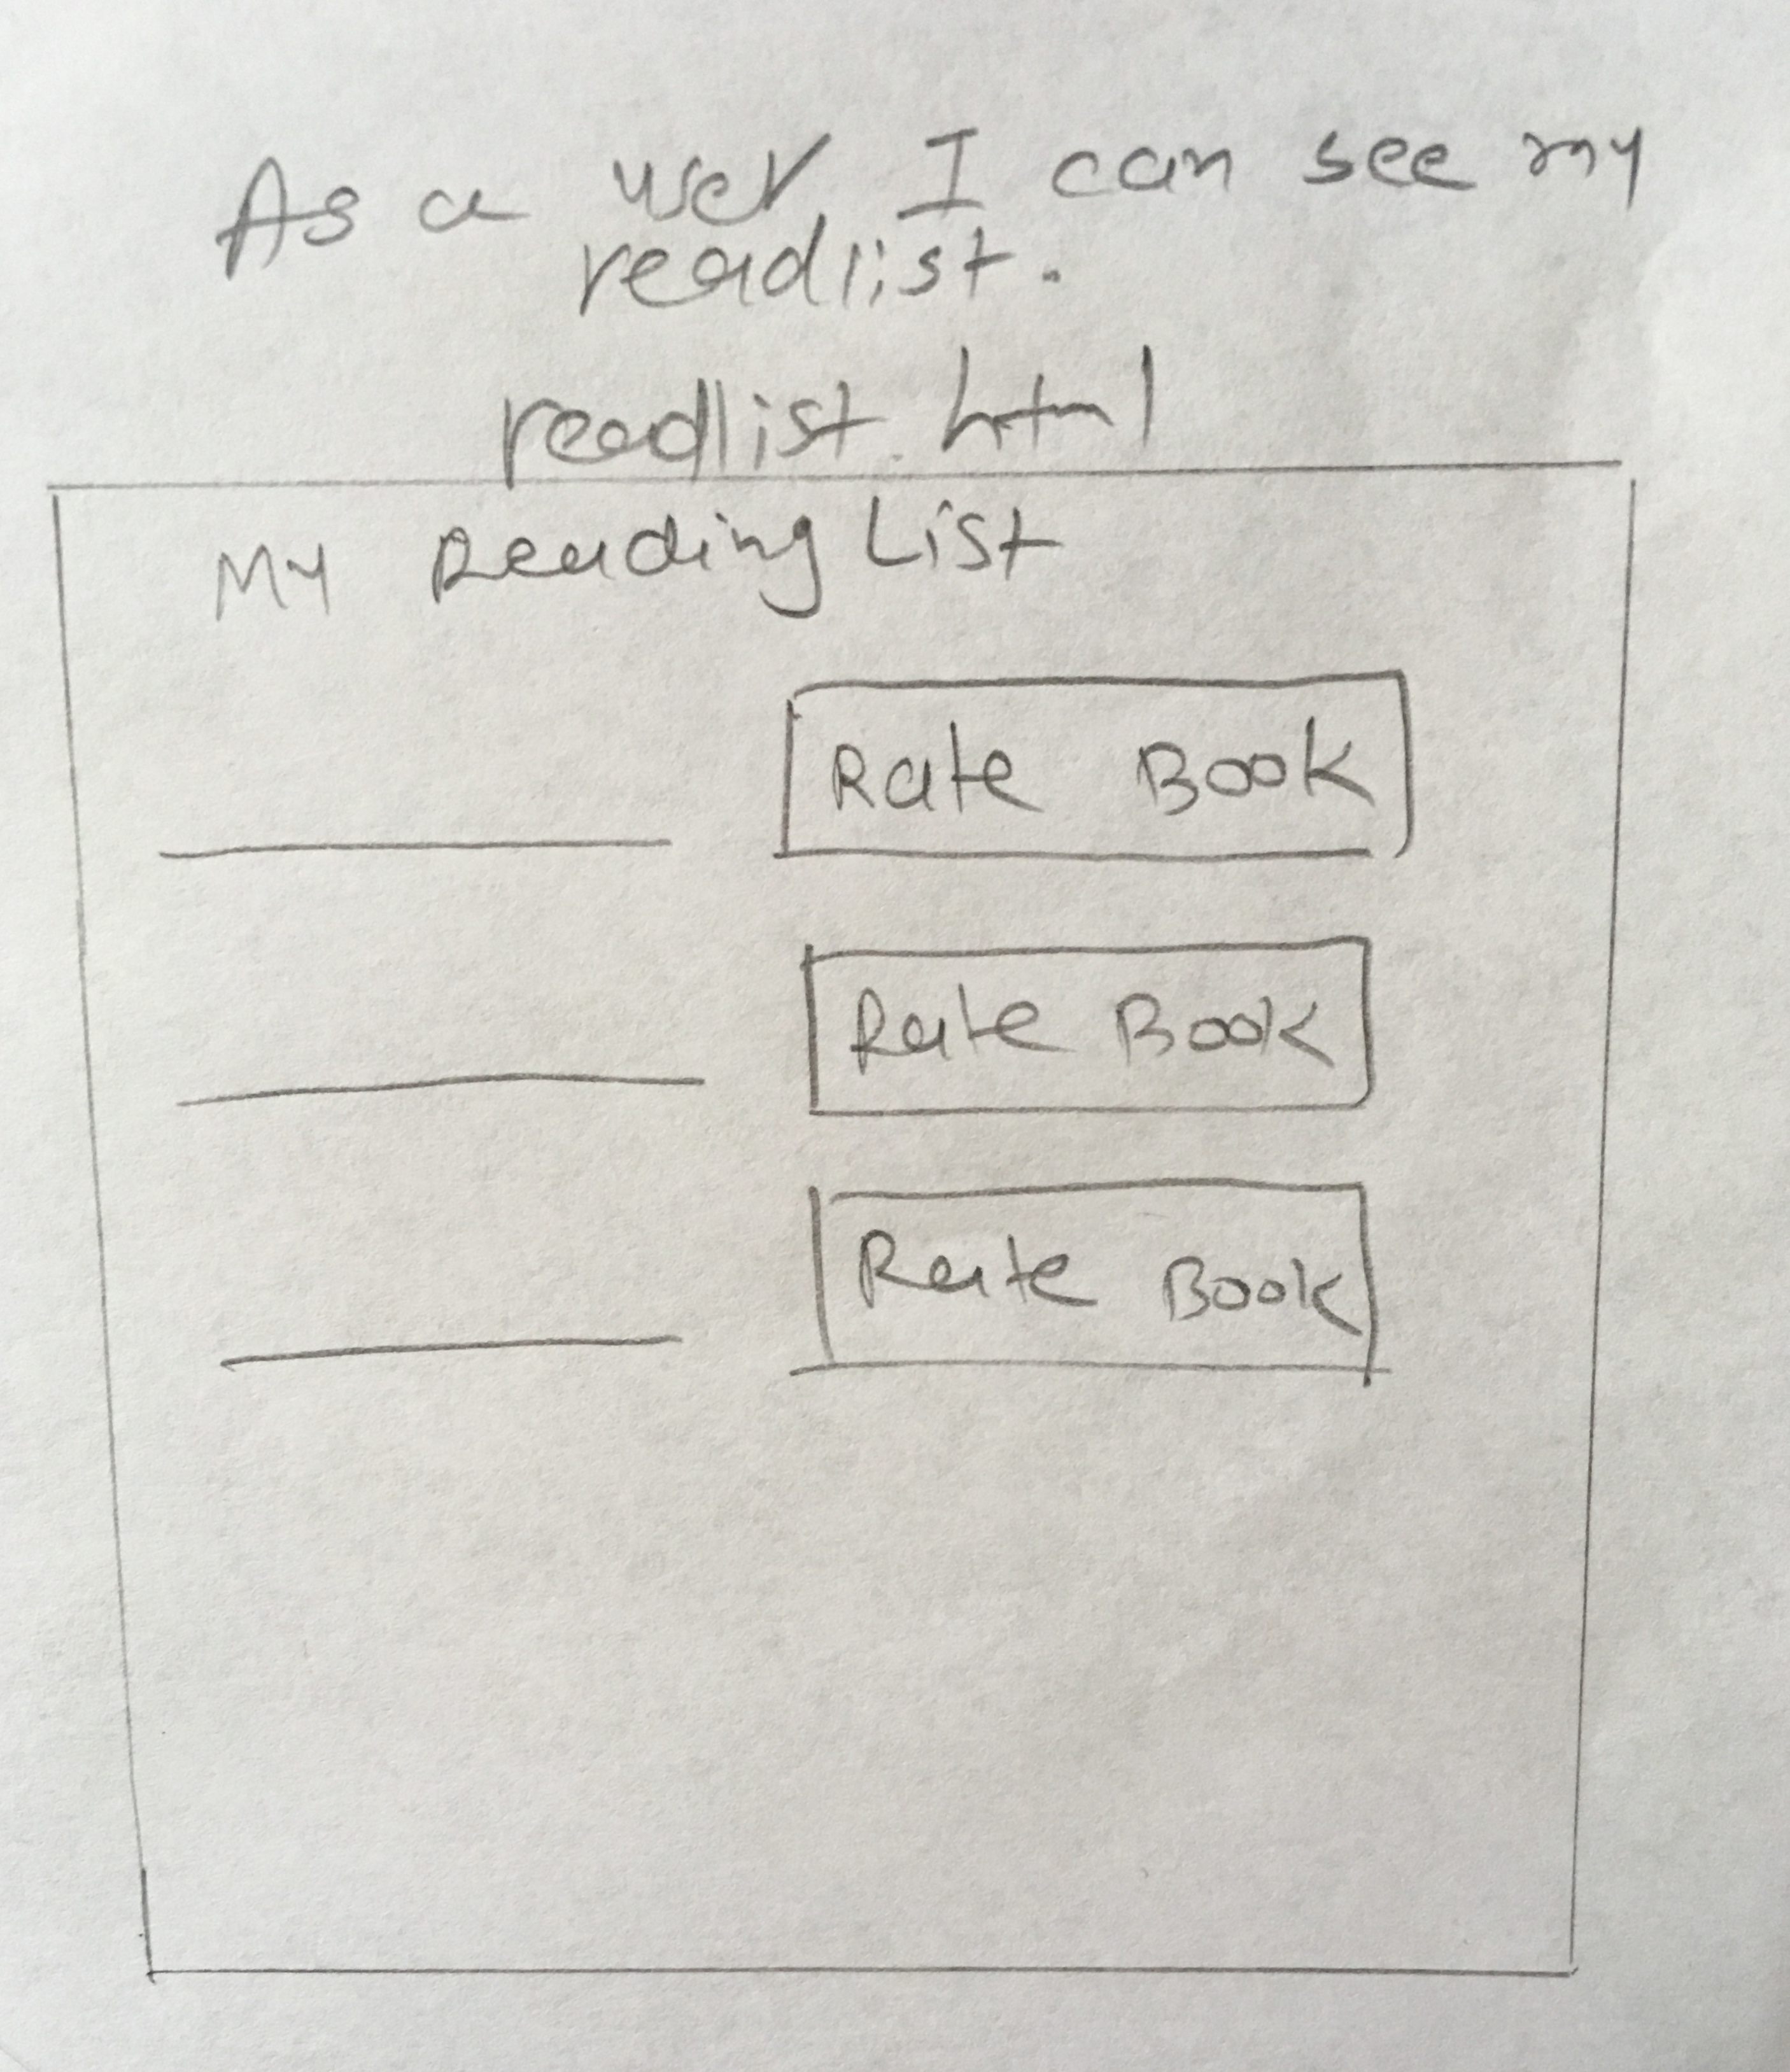 As a user, I can see my
readlist.
readlist.html
My Reading List
Rate Book
Rate Book
Rate Book